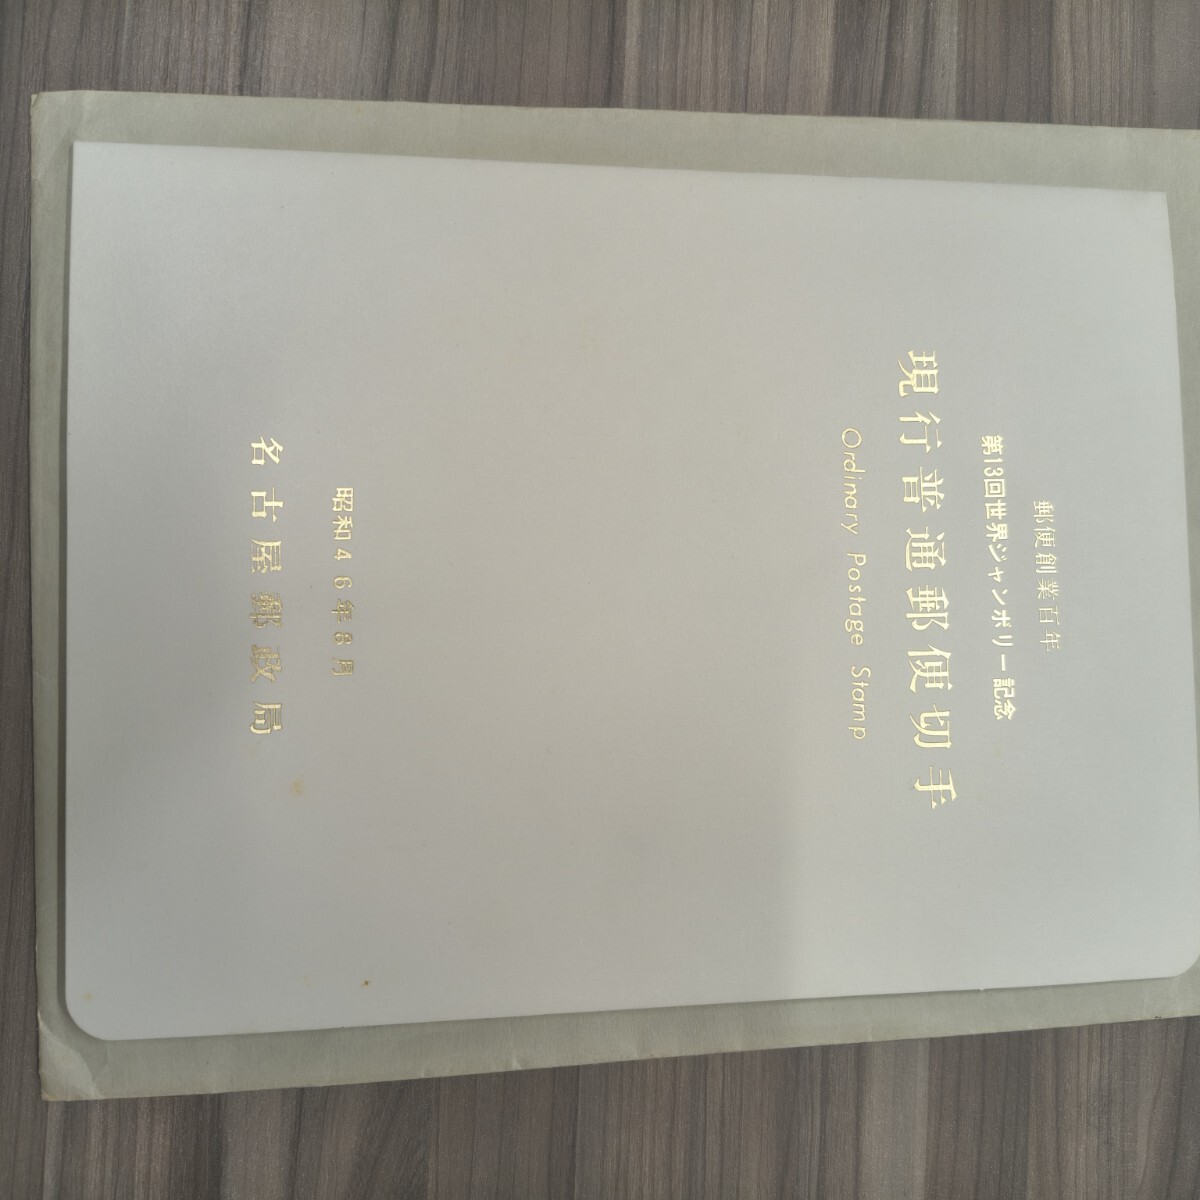 郵便創業百年
第13回世界ジャンボリー記念
現行普通郵便切手
Ordinary Postage Stamp
昭和46年8月
名古屋郵政局